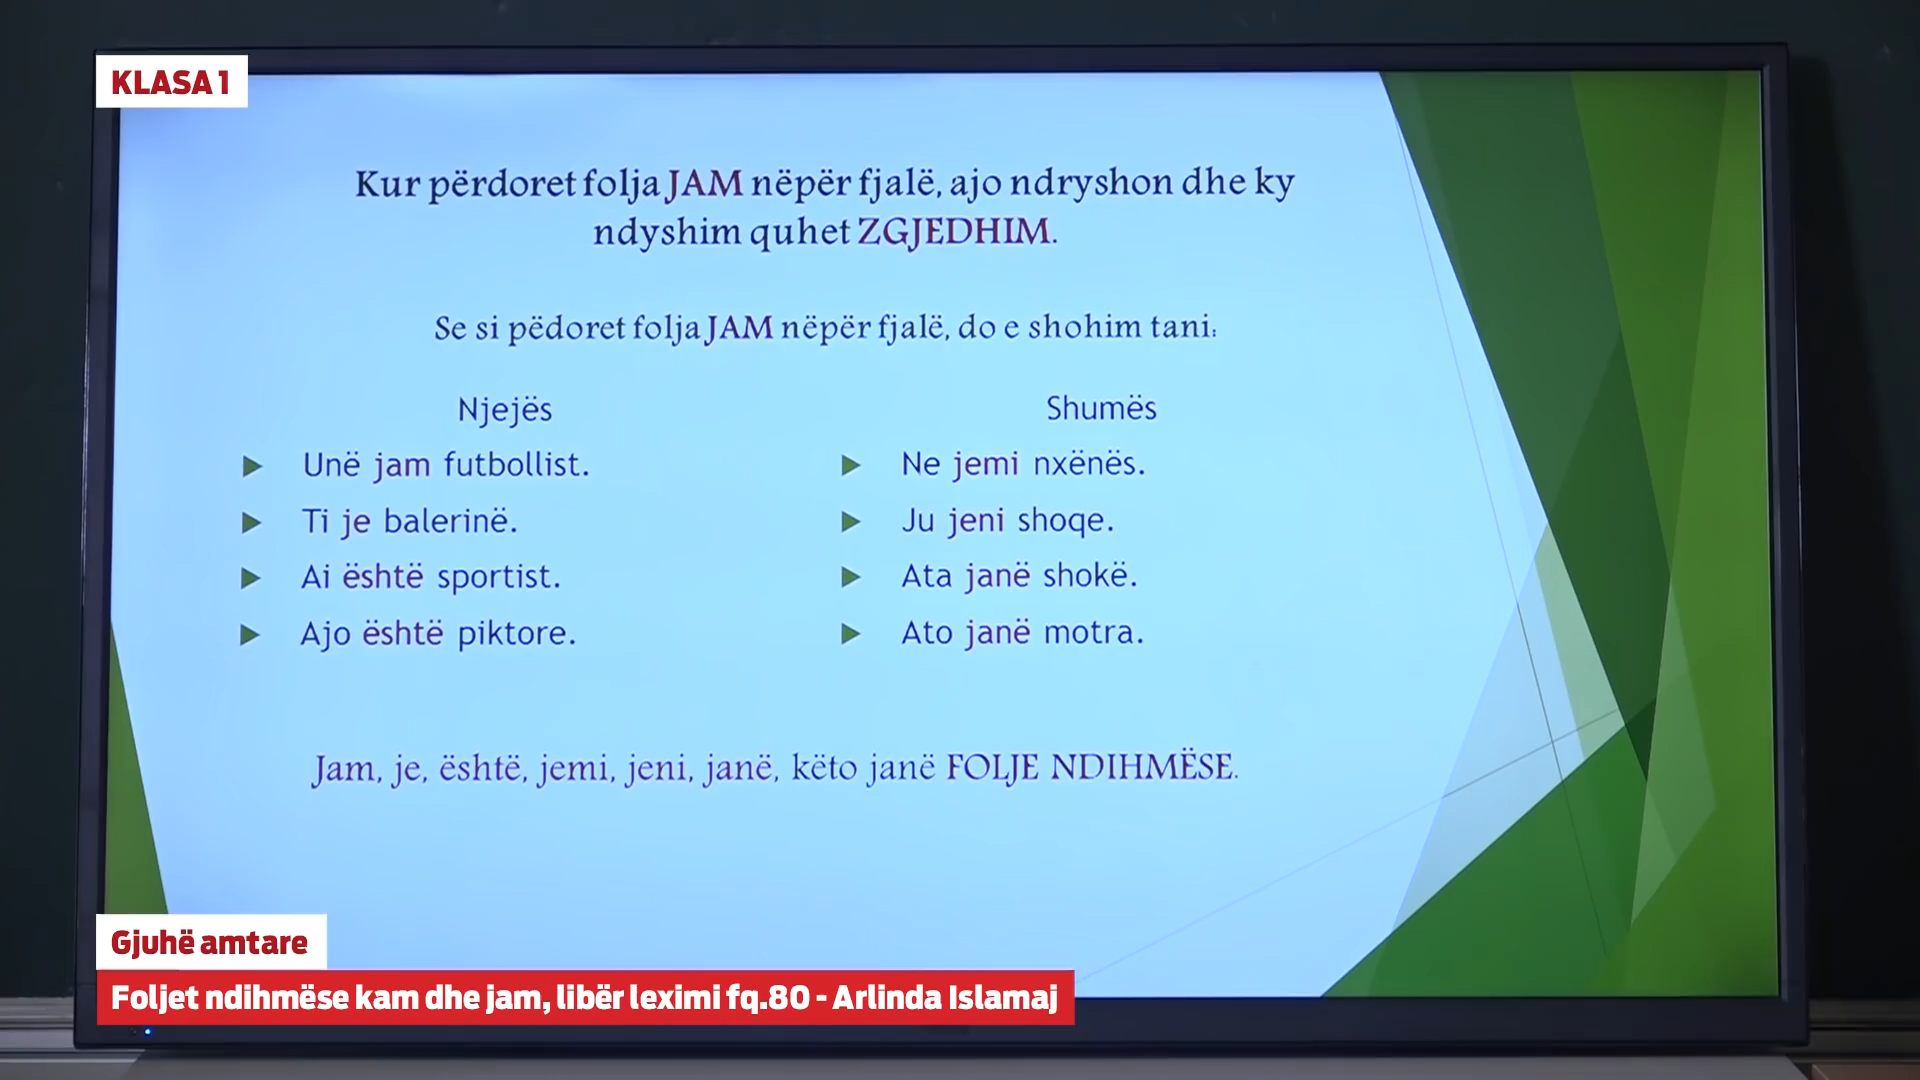 KLASA 1
Kur përdoret folja JAM nëpër fjalë, ajo ndryshon dhe ky
ndyshim quhet ZGJEDHIM.
Se si pëdoret folja JAM nëpër fjalë, do e shohim tani:
Njejës
Unë jam futbollist.
Ti je balerinë.
Ai është sportist.
Ajo është piktore.
Shumës
Ne jemi nxënës.
Ju jeni shoqe.
Ata janë shokë.
Ato janë motra.
Jam, je, është, jemi, jeni, janë, këto janë FOLJE NDIHMËSE.
Gjuhë amtare
Foljet ndihmëse kam dhe jam, libër leximi fq.80 - Arlinda Islamaj